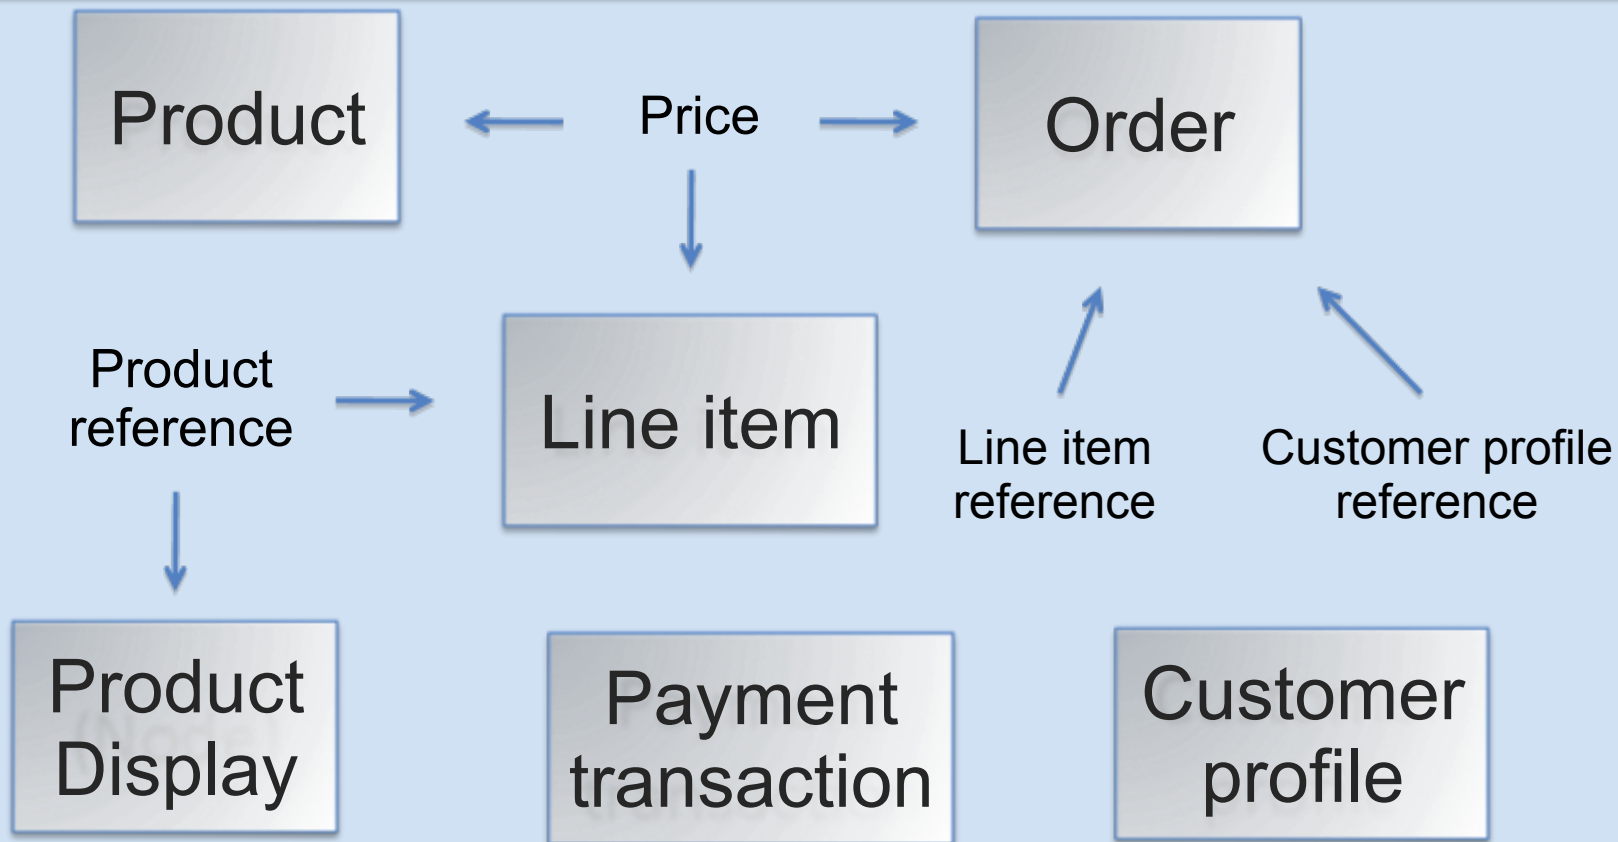 Product
Price
Order
Product
reference
Line item
Line item
reference
Customer profile
reference
Product
(Node)
Display
Payment
transaction
Customer
profile